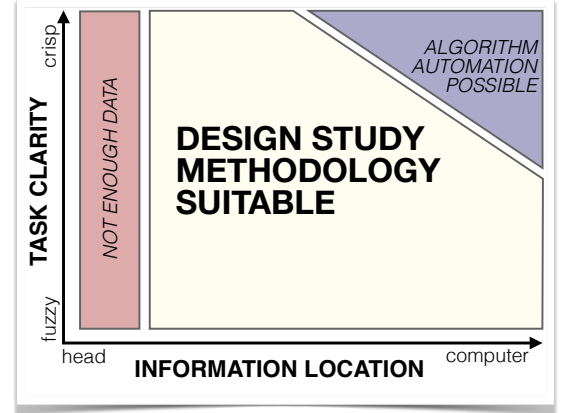 crisp
TASK CLARITY
fuzzy
NOT ENOUGH DATA
DESIGN STUDY
METHODOLOGY
SUITABLE
ALGORITHM
AUTOMATION
POSSIBLE
head
INFORMATION LOCATION
computer